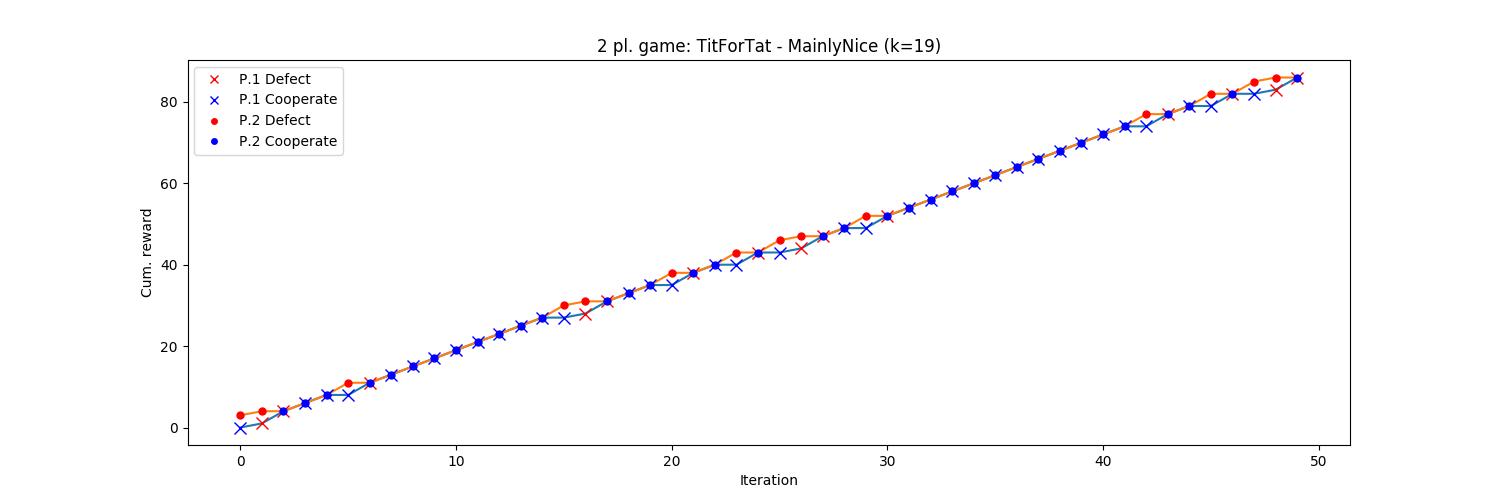 2 pl. game: TitForTat - MainlyNice (k=19)
P.1 Defect
P.1 Cooperate
P.2 Defect
P.2 Cooperate
Cum. reward
80
60
40
20
0
0 10 20 30 40 50
Iteration